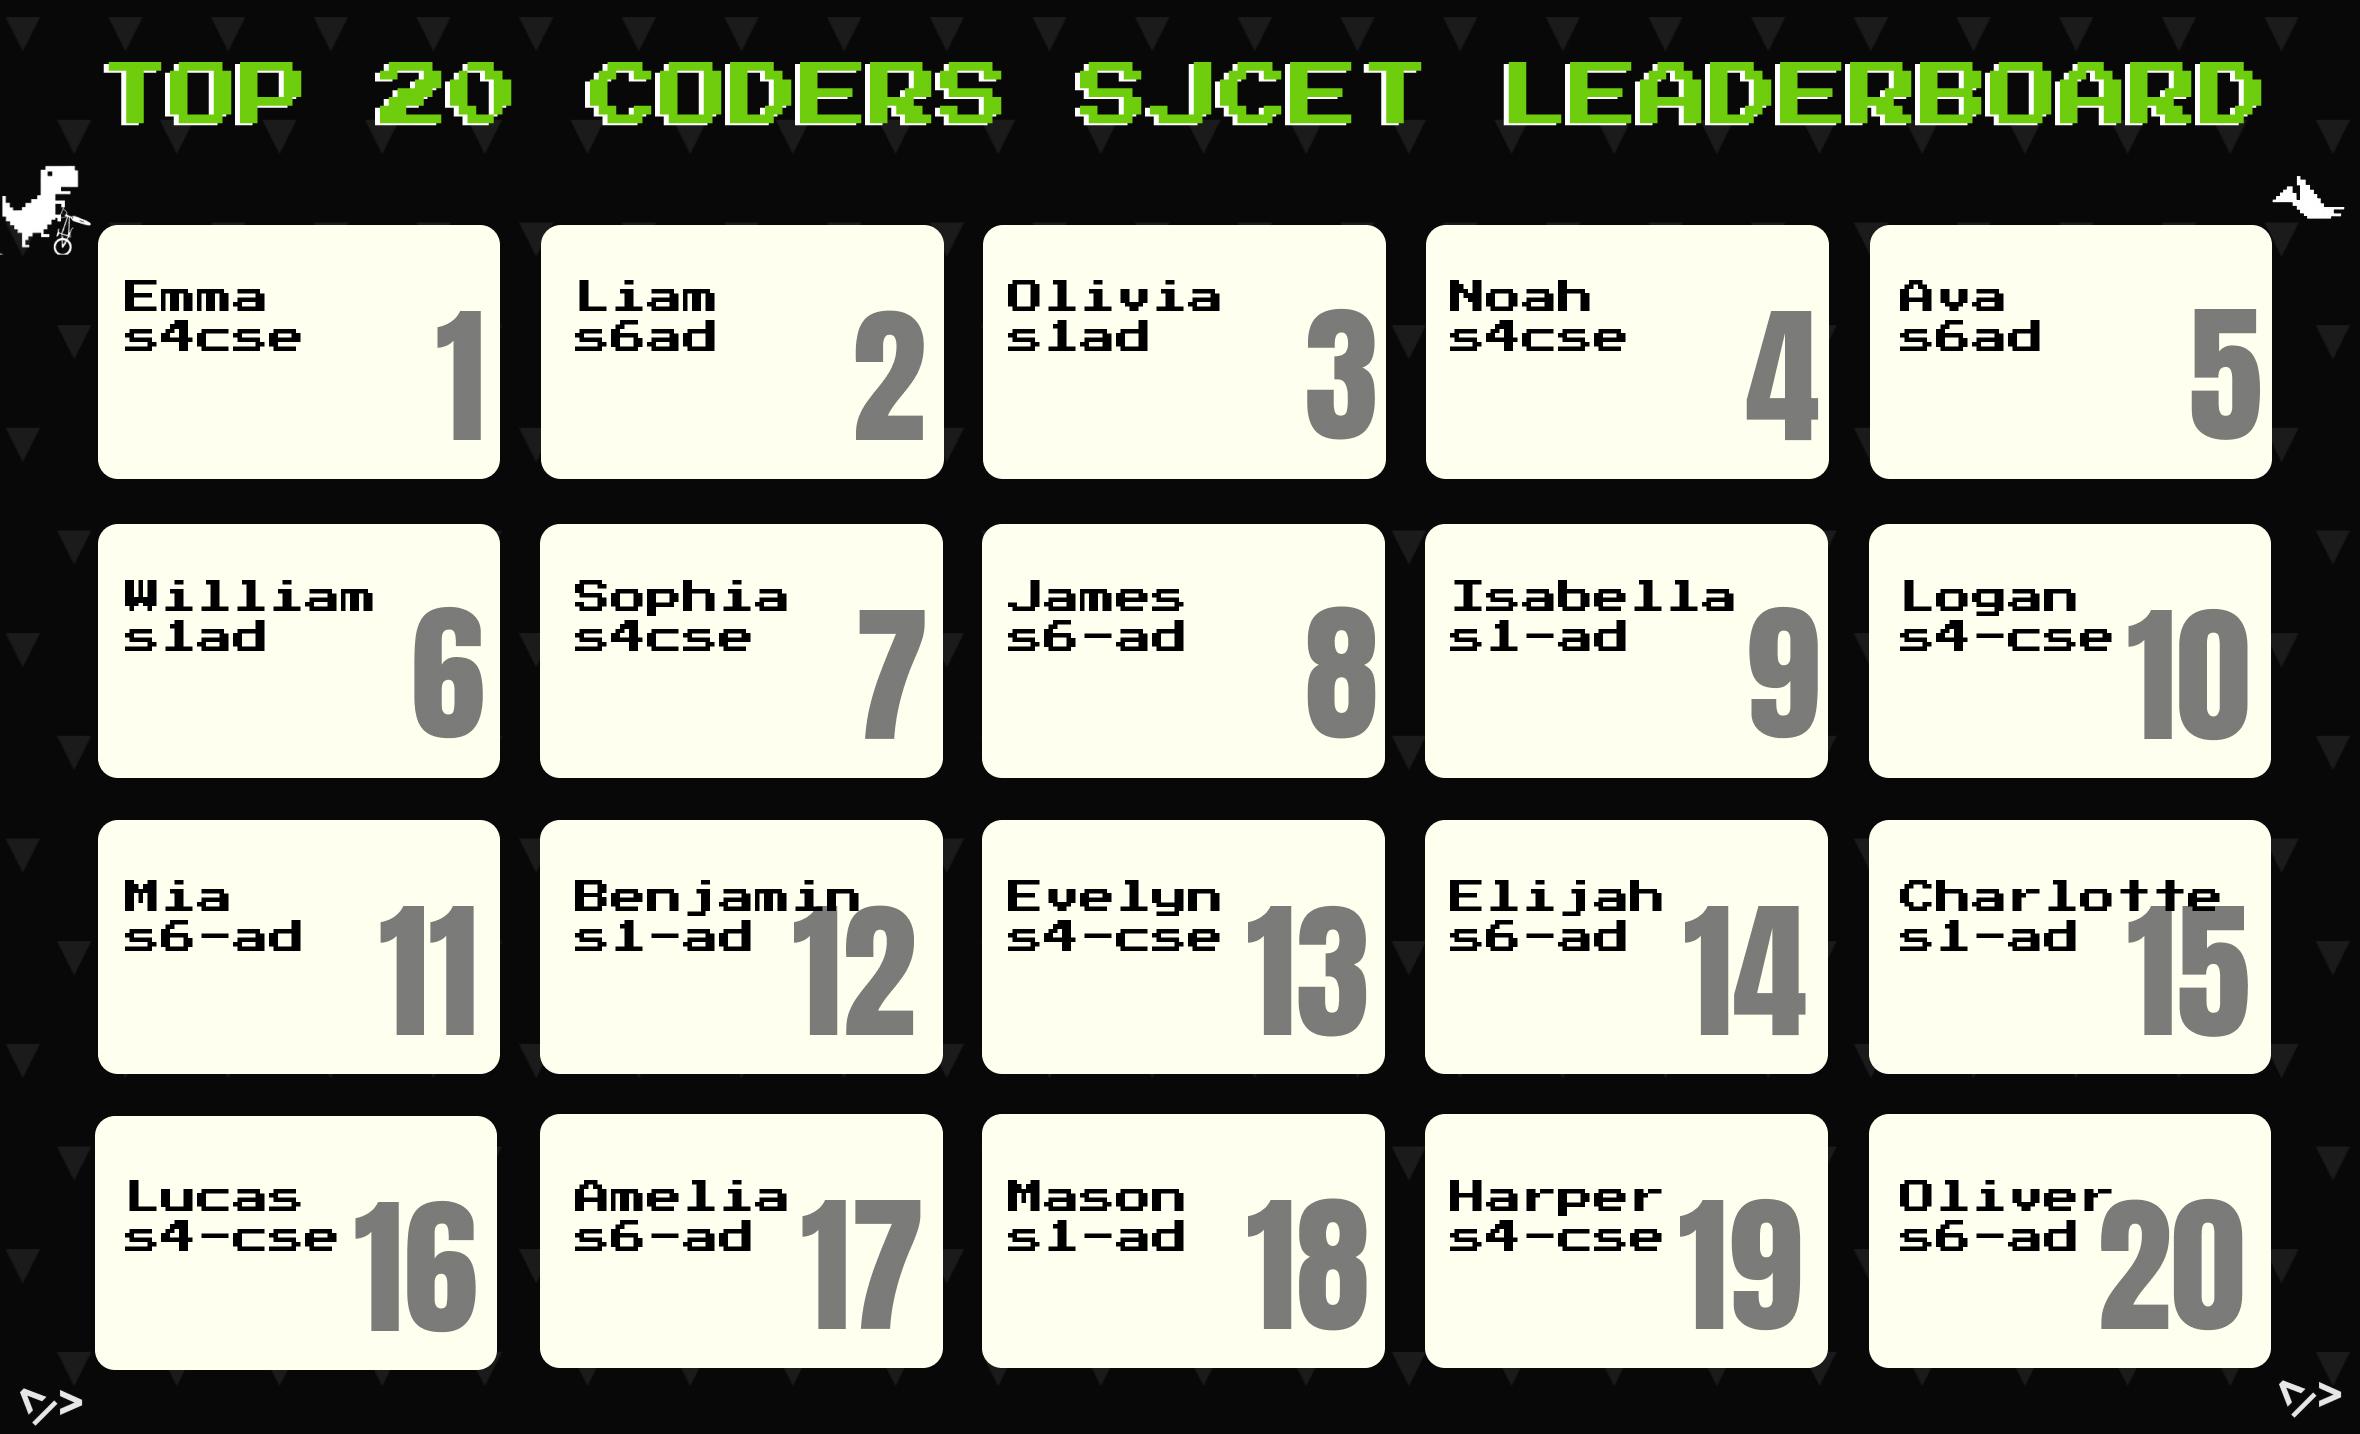 TOP 20 CODERS SJCET LEADERBOARD
Emma
s4cse
1
Liam
s6ad
2
Olivia
s1ad
3
Noah
s4cse
4
Ava
s6ad
5
William
s1ad
6
Sophia
s4cse
7
James
s6-ad
8
Isabella
s1-ad
9
Logan
s4-cse
10
Mia
s6-ad
11
Benjamin
s1-ad
12
Evelyn
s4-cse
13
Elijah
s6-ad
14
Charlotte
s1-ad
15
Lucas
s4-cse
16
Amelia
s6-ad
17
Mason
s1-ad
18
Harper
s4-cse
19
Oliver
s6-ad
20
</> </>